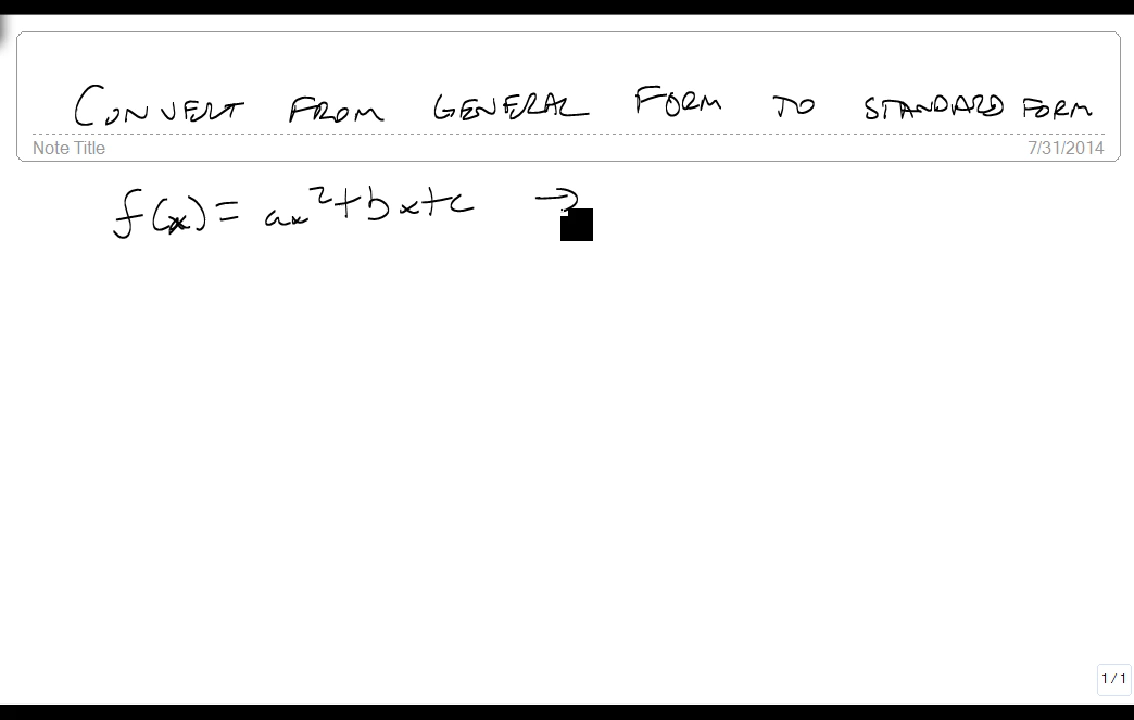 CONVERT FROM GENERAL FORM TO STANDARD FORM
Note Title 7/31/2014
f(x) = ax²+bx+c →
1/1